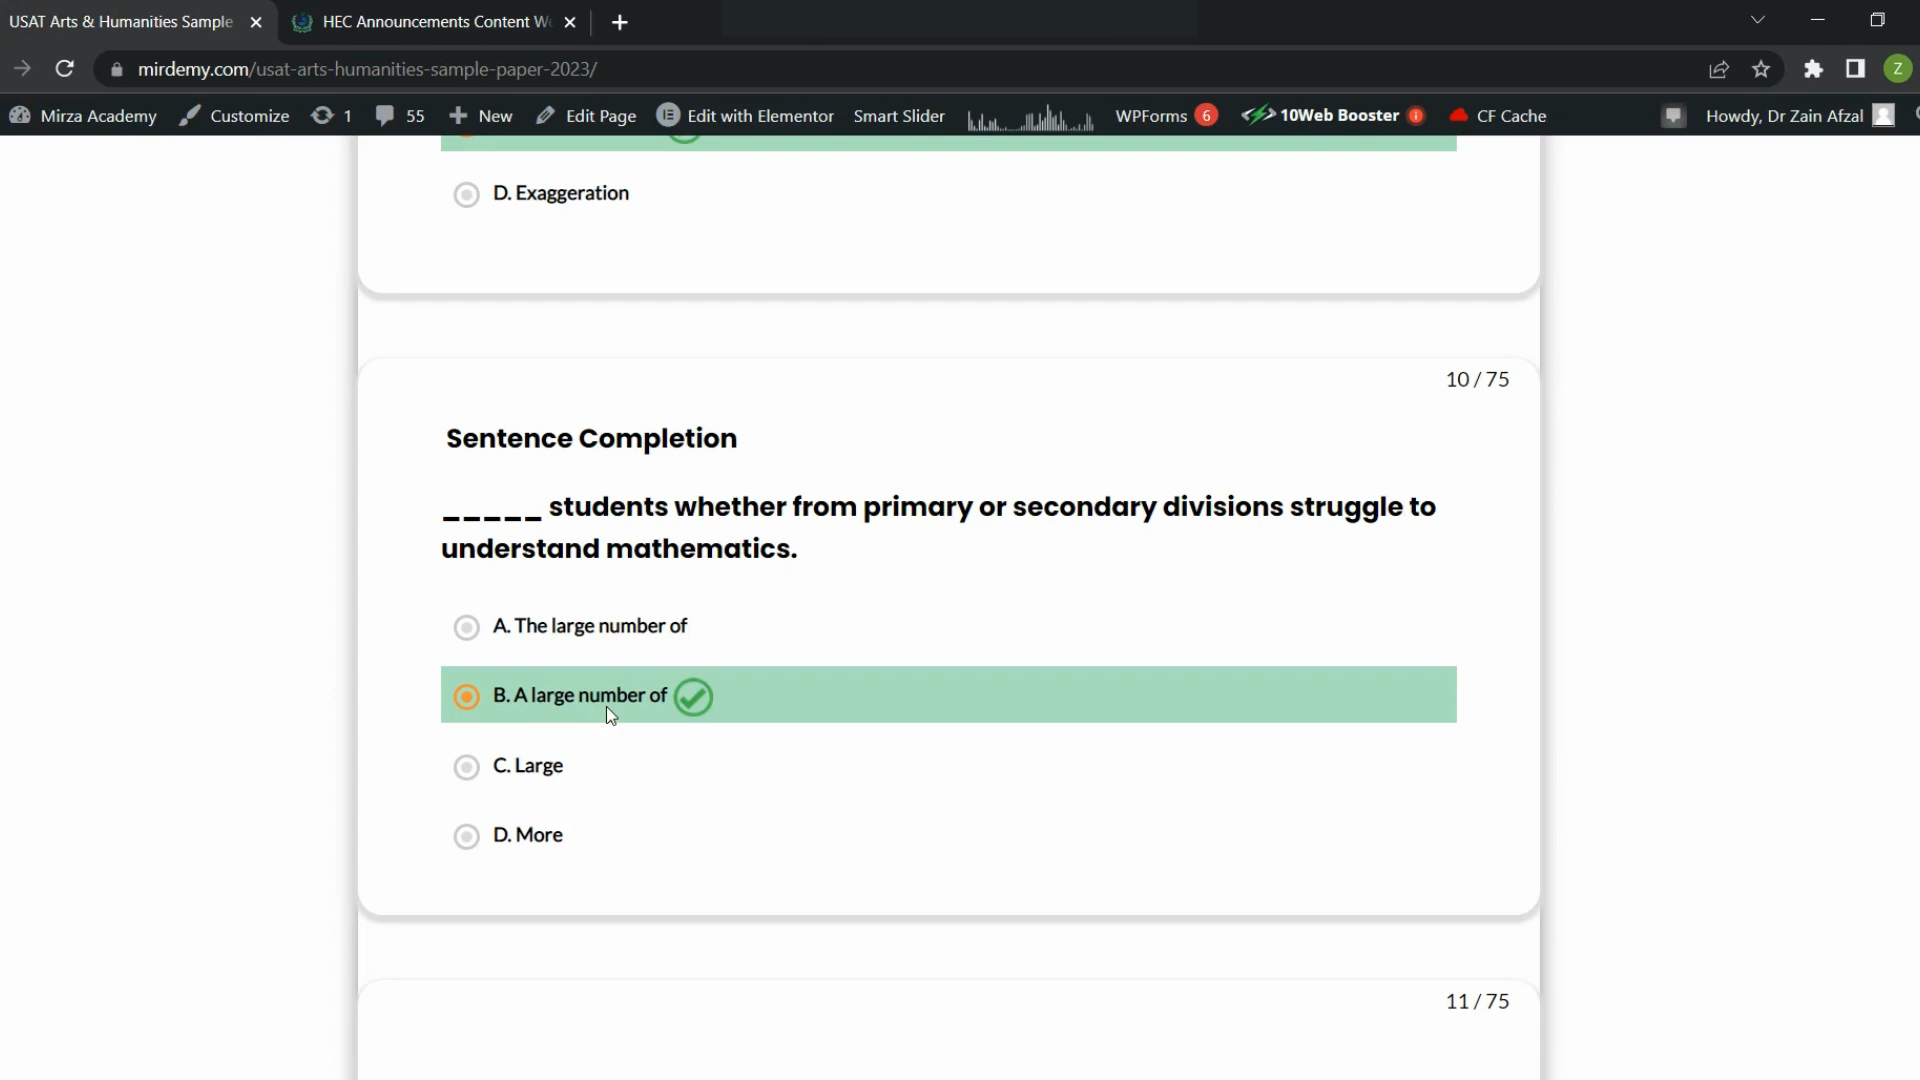 USAT Arts & Humanities Sample
HEC Announcements Content W
mirdemy.com/usat-arts-humanities-sample-paper-2023/
Z
Mirza Academy Customize 1 55 New Edit Page Edit with Elementor Smart Slider WPForms 6 10Web Booster CF Cache Howdy, Dr Zain Afzal
D. Exaggeration
10 / 75
Sentence Completion
_____ students whether from primary or secondary divisions struggle to
understand mathematics.
A. The large number of
B. A large number of
C. Large
D. More
11 / 75